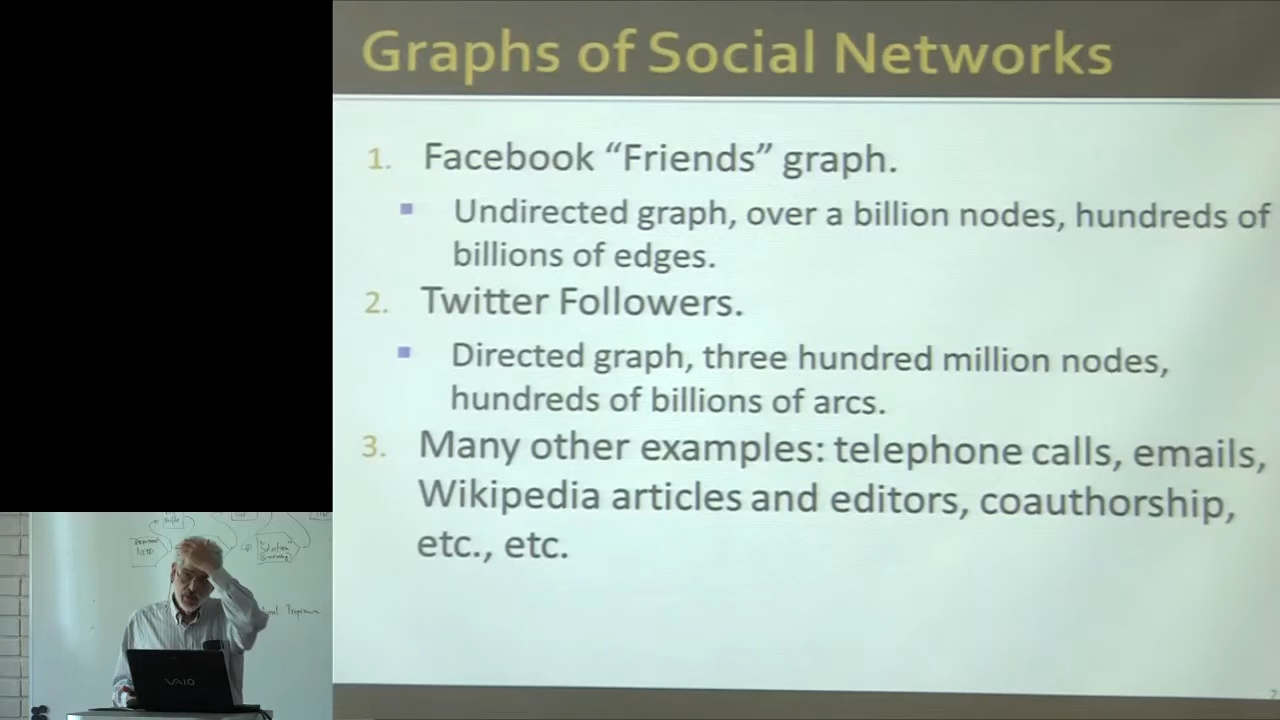 Graphs of Social Networks
1. Facebook “Friends” graph.
▪ Undirected graph, over a billion nodes, hundreds of
billions of edges.
2. Twitter Followers.
▪ Directed graph, three hundred million nodes,
hundreds of billions of arcs.
3. Many other examples: telephone calls, emails,
Wikipedia articles and editors, coauthorship,
etc., etc.
VAIO